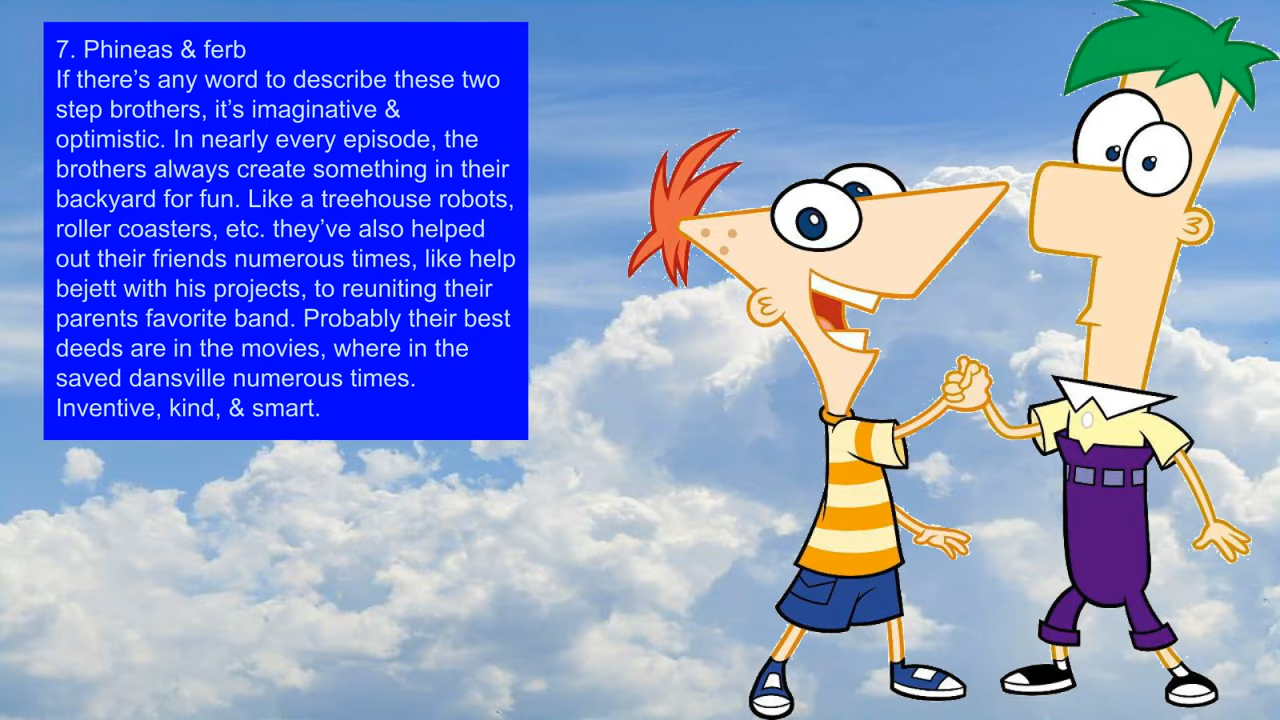 7. Phineas & ferb
If there’s any word to describe these two
step brothers, it’s imaginative &
optimistic. In nearly every episode, the
brothers always create something in their
backyard for fun. Like a treehouse robots,
roller coasters, etc. they’ve also helped
out their friends numerous times, like help
bejett with his projects, to reuniting their
parents favorite band. Probably their best
deeds are in the movies, where in the
saved dansville numerous times.
Inventive, kind, & smart.